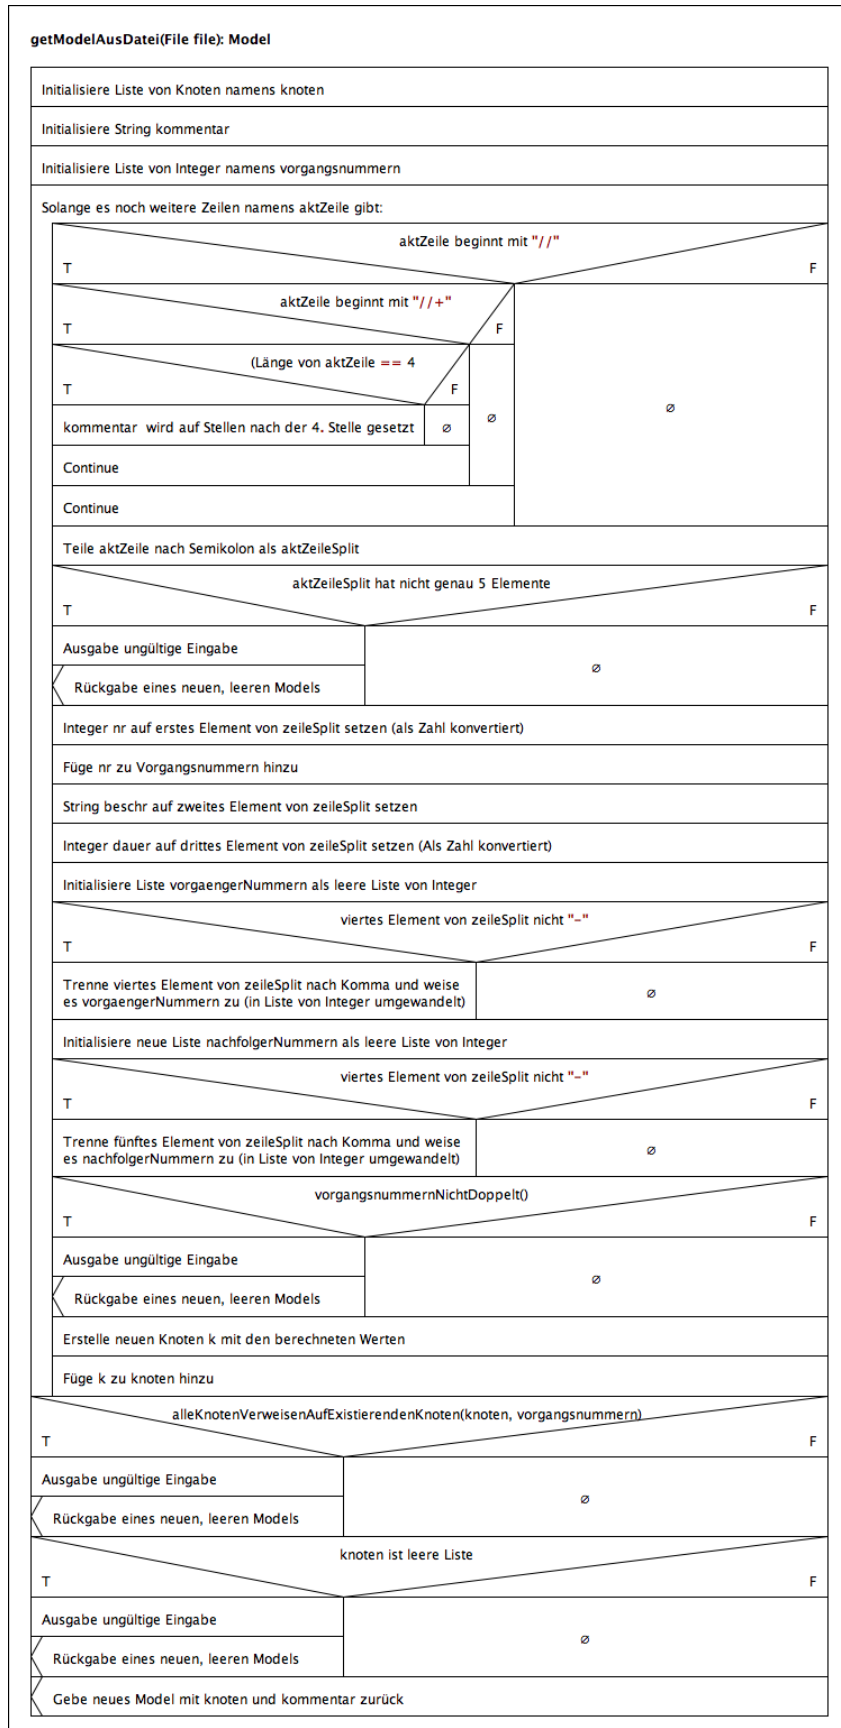 getModelAusDatei(File file): Model
Initialisiere Liste von Knoten namens knoten
Initialisiere String kommentar
Initialisiere Liste von Integer namens vorgangsnummern
Solange es noch weitere Zeilen namens aktZeile gibt:
aktZeile beginnt mit "//"
T F
aktZeile beginnt mit "//+"
T F
(Länge von aktZeile == 4
T F
kommentar wird auf Stellen nach der 4. Stelle gesetzt ∅ ∅ ∅
Continue
Continue
Teile aktZeile nach Semikolon als aktZeileSplit
aktZeileSplit hat nicht genau 5 Elemente
T F
Ausgabe ungültige Eingabe
∅
Rückgabe eines neuen, leeren Models
Integer nr auf erstes Element von zeileSplit setzen (als Zahl konvertiert)
Füge nr zu Vorgangsnummern hinzu
String beschr auf zweites Element von zeileSplit setzen
Integer dauer auf drittes Element von zeileSplit setzen (Als Zahl konvertiert)
Initialisiere Liste vorgaengerNummern als leere Liste von Integer
viertes Element von zeileSplit nicht "-"
T F
Trenne viertes Element von zeileSplit nach Komma und weise
es vorgaengerNummern zu (in Liste von Integer umgewandelt)
∅
Initialisiere neue Liste nachfolgerNummern als leere Liste von Integer
viertes Element von zeileSplit nicht "-"
T F
Trenne fünftes Element von zeileSplit nach Komma und weise
es nachfolgerNummern zu (in Liste von Integer umgewandelt)
∅
vorgangsnummernNichtDoppelt()
T F
Ausgabe ungültige Eingabe
∅
Rückgabe eines neuen, leeren Models
Erstelle neuen Knoten k mit den berechneten Werten
Füge k zu knoten hinzu
alleKnotenVerweisenAufExistierendenKnoten(knoten, vorgangsnummern)
T F
Ausgabe ungültige Eingabe
∅
Rückgabe eines neuen, leeren Models
knoten ist leere Liste
T F
Ausgabe ungültige Eingabe
∅
Rückgabe eines neuen, leeren Models
Gebe neues Model mit knoten und kommentar zurück